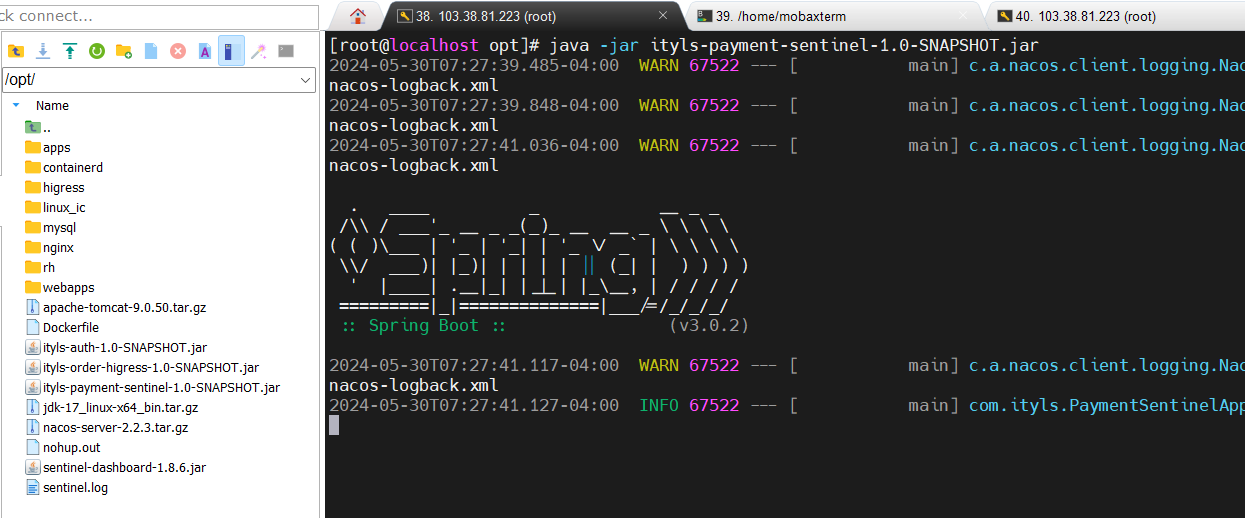 ck connect...
38. 103.38.81.223 (root)
39. /home/mobaxterm
40. 103.38.81.223 (root)
/opt/
Name
..
apps
containerd
higress
linux_ic
mysql
nginx
rh
webapps
apache-tomcat-9.0.50.tar.gz
Dockerfile
ityls-auth-1.0-SNAPSHOT.jar
ityls-order-higress-1.0-SNAPSHOT.jar
ityls-payment-sentinel-1.0-SNAPSHOT.jar
jdk-17_linux-x64_bin.tar.gz
nacos-server-2.2.3.tar.gz
nohup.out
sentinel-dashboard-1.8.6.jar
sentinel.log
[root@localhost opt]# java -jar ityls-payment-sentinel-1.0-SNAPSHOT.jar
2024-05-30T07:27:39.485-04:00  WARN 67522 --- [           main] c.a.nacos.client.logging.Nac
nacos-logback.xml
2024-05-30T07:27:39.848-04:00  WARN 67522 --- [           main] c.a.nacos.client.logging.Nac
nacos-logback.xml
2024-05-30T07:27:41.036-04:00  WARN 67522 --- [           main] c.a.nacos.client.logging.Nac
nacos-logback.xml
Spring
:: Spring Boot ::                (v3.0.2)
2024-05-30T07:27:41.117-04:00  WARN 67522 --- [           main] c.a.nacos.client.logging.Nac
nacos-logback.xml
2024-05-30T07:27:41.127-04:00  INFO 67522 --- [           main] com.ityls.PaymentSentinelApp